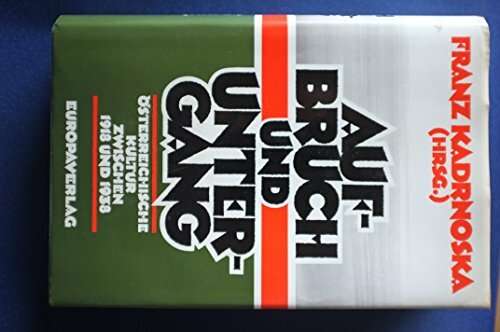 FRANZ KADRNOSKA
(HRSG.)
AUF-
BRUCH
UND
UNTER-
GANG
ÖSTERREICHISCHE
KULTUR
ZWISCHEN
1918 UND 1938
EUROPAVERLAG